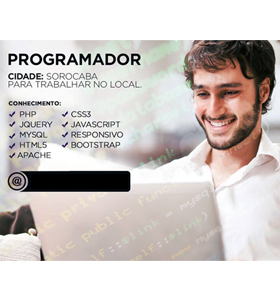 PROGRAMADOR
CIDADE: SOROCABA
PARA TRABALHAR NO LOCAL.
CONHECIMENTO:
PHP
CSS3
JQUERY
JAVASCRIPT
MYSQL
RESPONSIVO
HTML5
BOOTSTRAP
APACHE
@